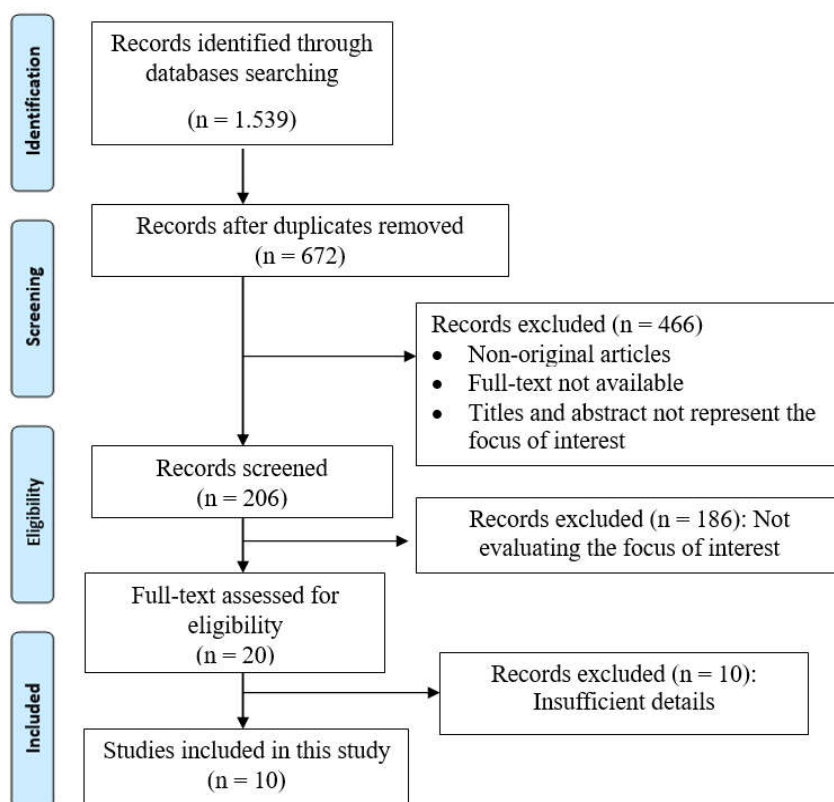 Identification
Records identified through
databases searching
(n = 1.539)
Screening
Records after duplicates removed
(n = 672)
Records excluded (n = 466)
• Non-original articles
• Full-text not available
• Titles and abstract not represent the
focus of interest
Eligibility
Records screened
(n = 206)
Records excluded (n = 186): Not
evaluating the focus of interest
Full-text assessed for
eligibility
(n = 20)
Included
Records excluded (n = 10):
Insufficient details
Studies included in this study
(n = 10)